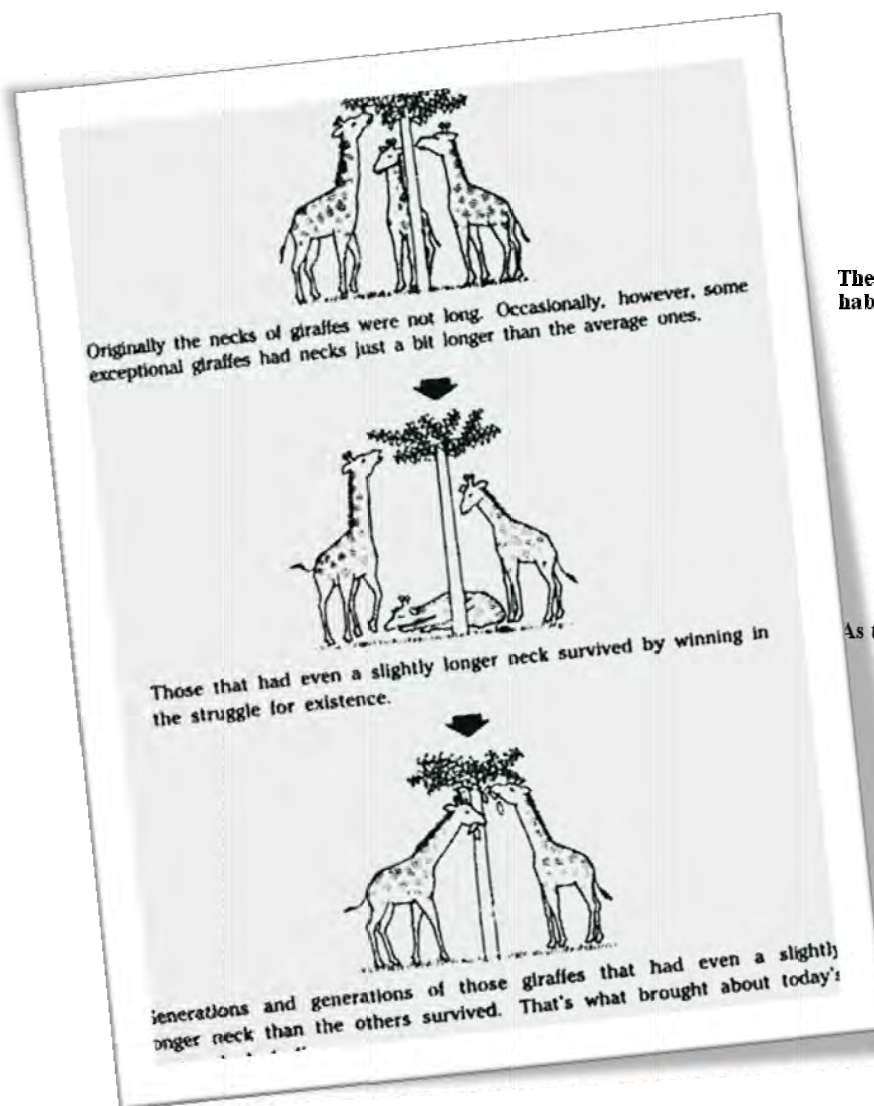 Originally the necks of giraffes were not long. Occasionally, however, some
exceptional giraffes had necks just a bit longer than the average ones.
Those that had even a slightly longer neck survived by winning in
the struggle for existence.
enerations and generations of those giraffes that had even a slightly
onger neck than the others survived. That's what brought about today's
The
hab
As t